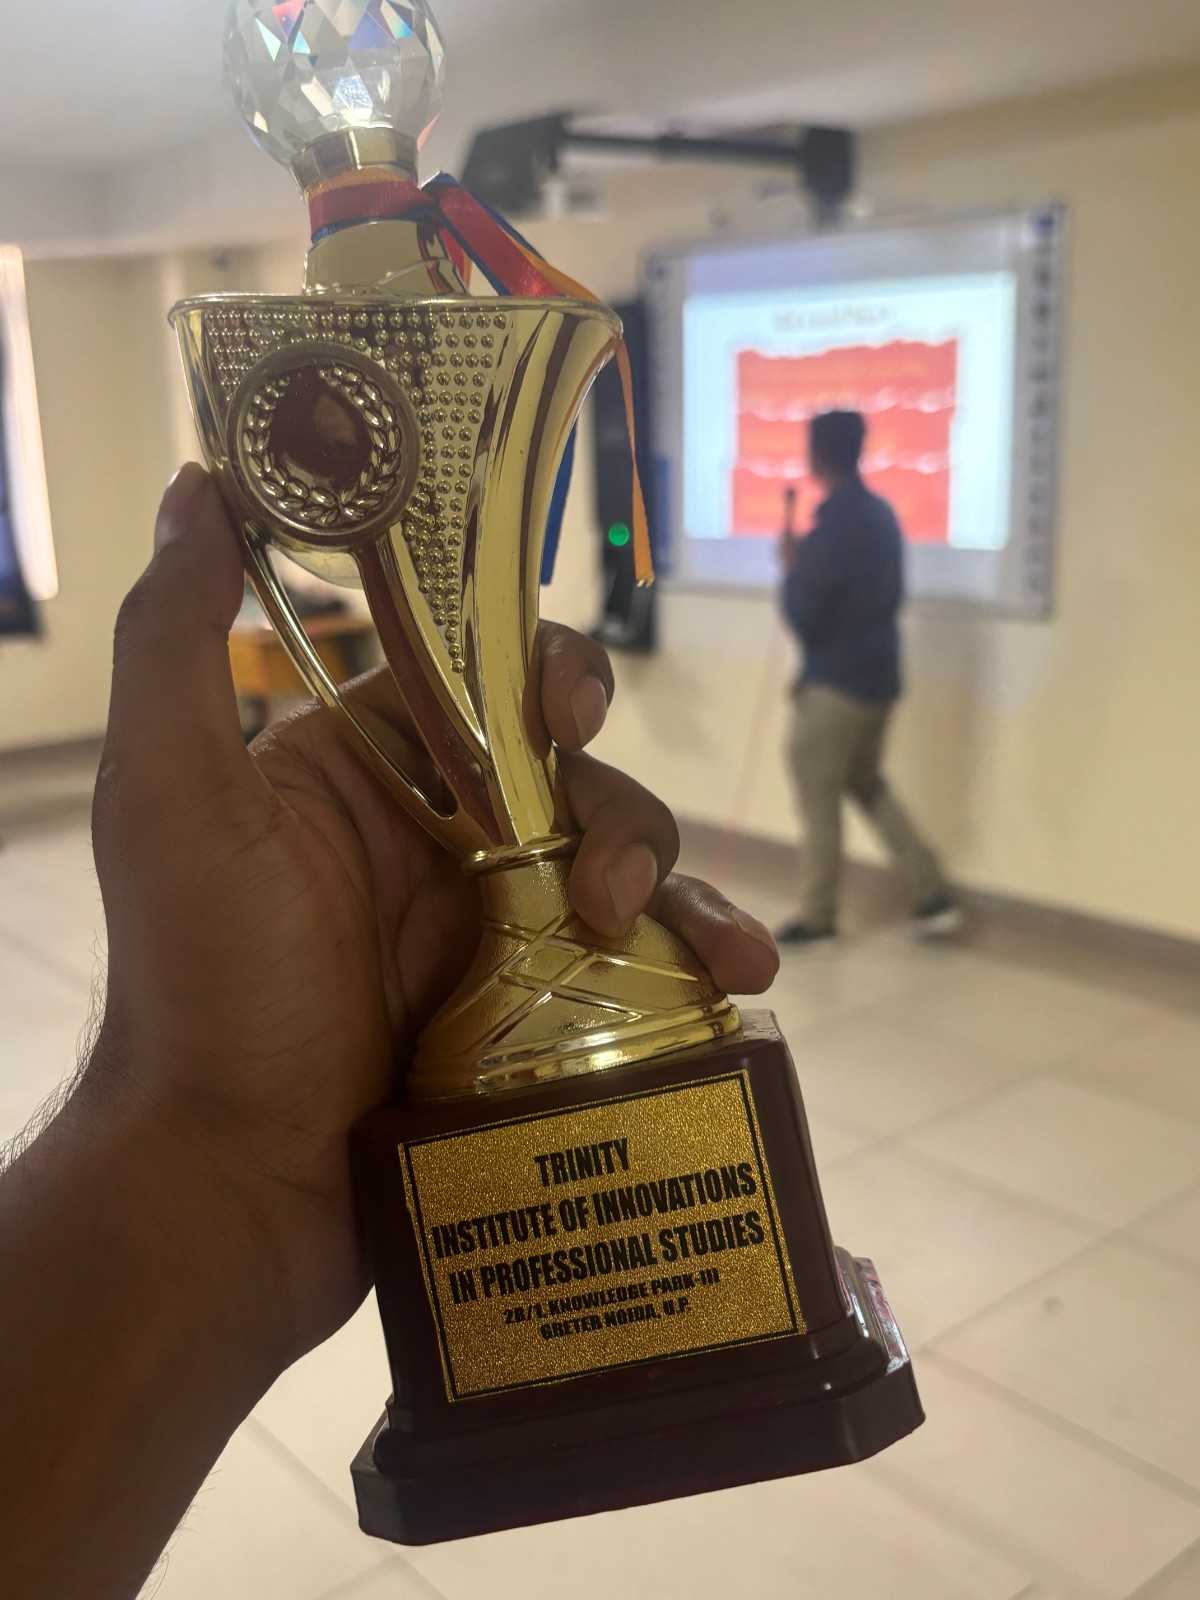 TRINITY
INSTITUTE OF INNOVATIONS
IN PROFESSIONAL STUDIES
2B/1, KNOWLEDGE PARK-III
GRETER NOIDA, U.P.